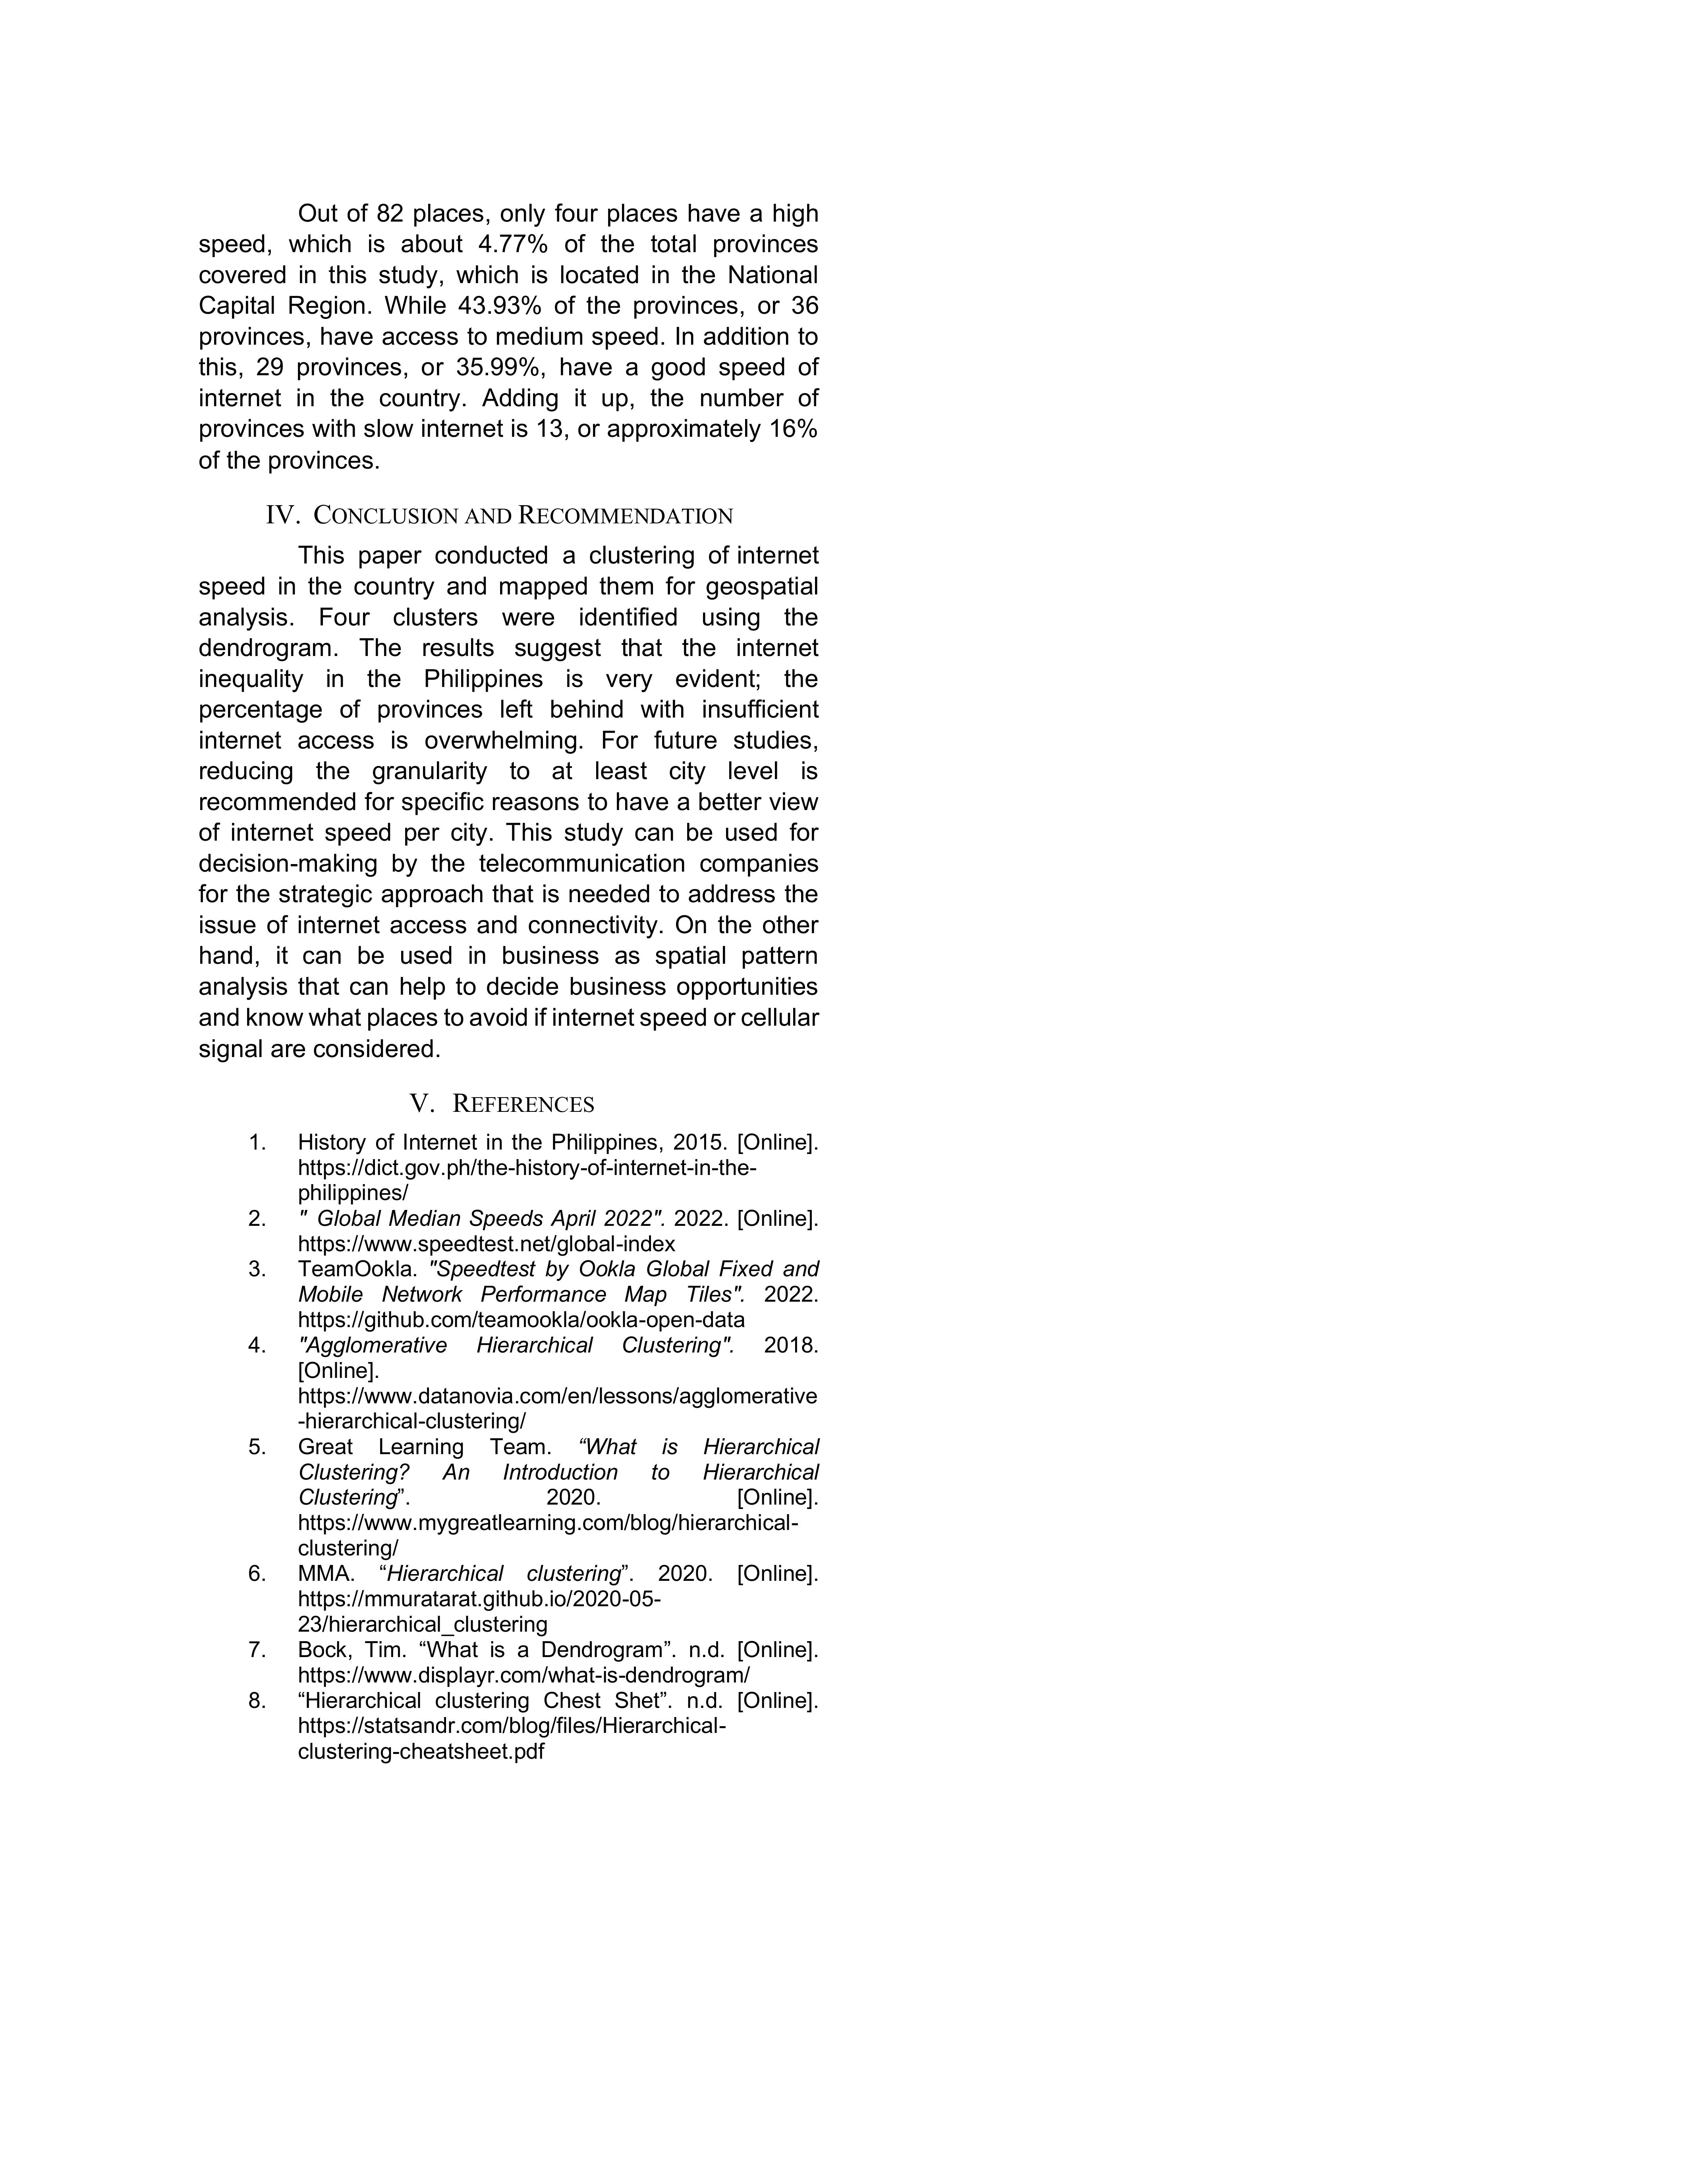 Out of 82 places, only four places have a high
speed, which is about 4.77% of the total provinces
covered in this study, which is located in the National
Capital Region. While 43.93% of the provinces, or 36
provinces, have access to medium speed. In addition to
this, 29 provinces, or 35.99%, have a good speed of
internet in the country. Adding it up, the number of
provinces with slow internet is 13, or approximately 16%
of the provinces.
IV. CONCLUSION AND RECOMMENDATION
This paper conducted a clustering of internet
speed in the country and mapped them for geospatial
analysis. Four clusters were identified using the
dendrogram. The results suggest that the internet
inequality in the Philippines is very evident; the
percentage of provinces left behind with insufficient
internet access is overwhelming. For future studies,
reducing the granularity to at least city level is
recommended for specific reasons to have a better view
of internet speed per city. This study can be used for
decision-making by the telecommunication companies
for the strategic approach that is needed to address the
issue of internet access and connectivity. On the other
hand, it can be used in business as spatial pattern
analysis that can help to decide business opportunities
and know what places to avoid if internet speed or cellular
signal are considered.
V. REFERENCES
1. History of Internet in the Philippines, 2015. [Online].
https://dict.gov.ph/the-history-of-internet-in-the-
philippines/
2. " Global Median Speeds April 2022". 2022. [Online].
https://www.speedtest.net/global-index
3. TeamOokla. "Speedtest by Ookla Global Fixed and
Mobile Network Performance Map Tiles". 2022.
https://github.com/teamookla/ookla-open-data
4. "Agglomerative Hierarchical Clustering". 2018.
[Online].
https://www.datanovia.com/en/lessons/agglomerative
-hierarchical-clustering/
5. Great Learning Team. “What is Hierarchical
Clustering? An Introduction to Hierarchical
Clustering”. 2020. [Online].
https://www.mygreatlearning.com/blog/hierarchical-
clustering/
6. MMA. “Hierarchical clustering”. 2020. [Online].
https://mmuratarat.github.io/2020-05-
23/hierarchical_clustering
7. Bock, Tim. “What is a Dendrogram”. n.d. [Online].
https://www.displayr.com/what-is-dendrogram/
8. “Hierarchical clustering Chest Shet”. n.d. [Online].
https://statsandr.com/blog/files/Hierarchical-
clustering-cheatsheet.pdf